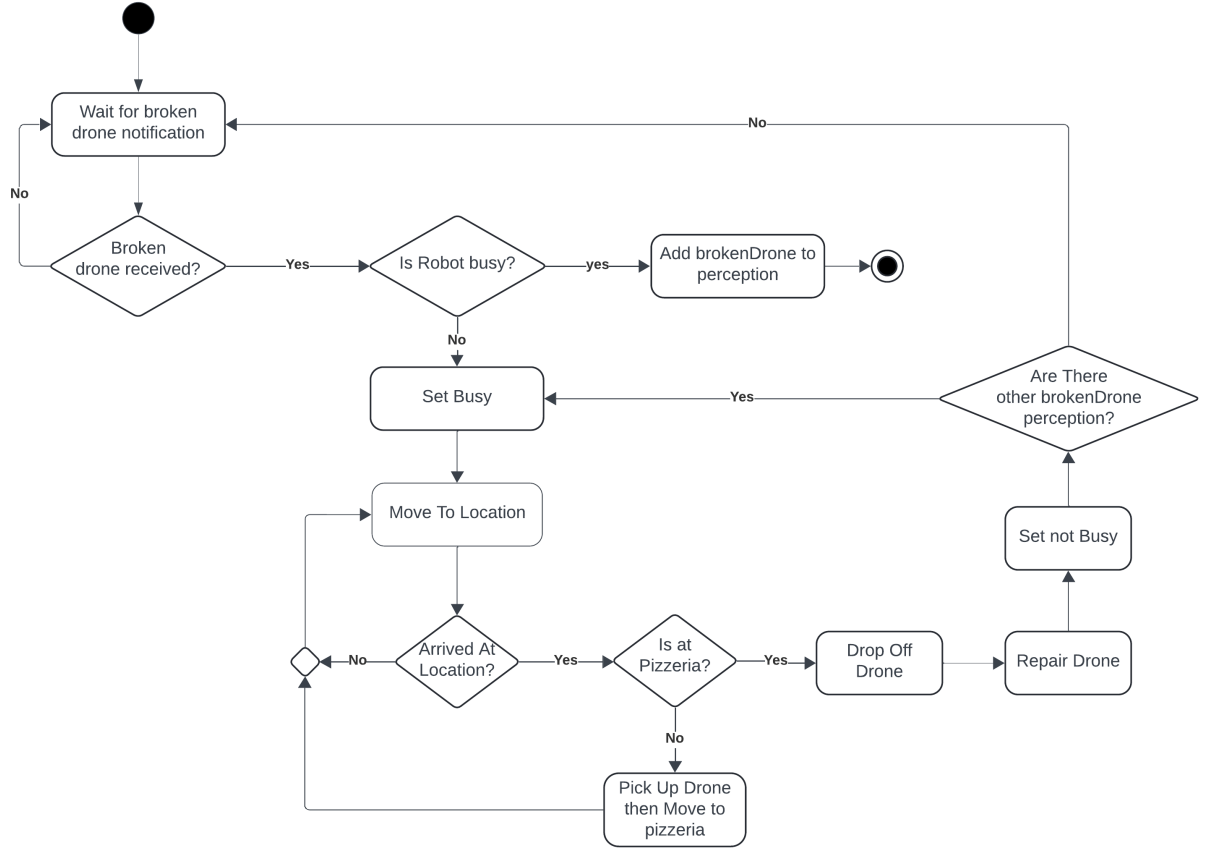 Wait for broken
drone notification
No
No
Broken
drone received?
Yes
Is Robot busy?
yes
Add brokenDrone to
perception
No
Set Busy
Yes
Are There
other brokenDrone
perception?
Move To Location
Set not Busy
No
Arrived At
Location?
Yes
Is at
Pizzeria?
Yes
Drop Off
Drone
Repair Drone
No
Pick Up Drone
then Move to
pizzeria